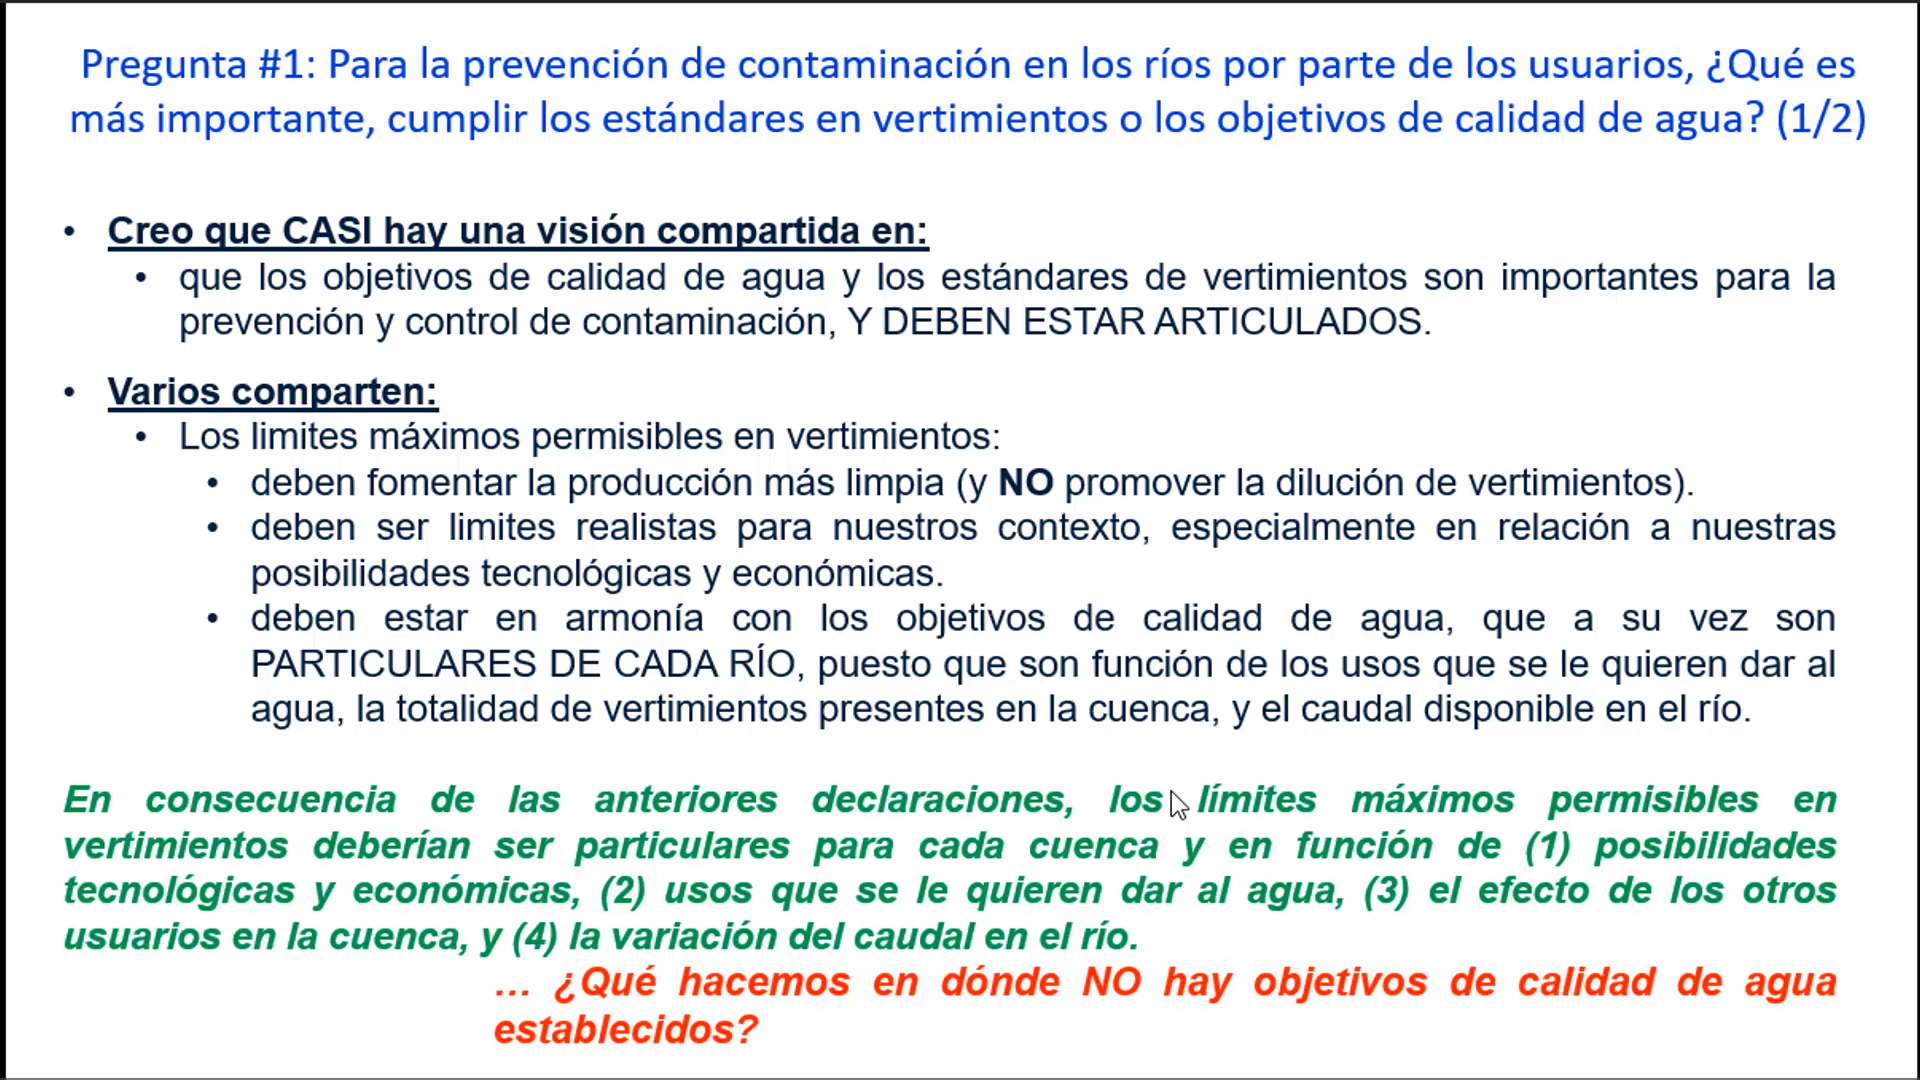 Pregunta #1: Para la prevención de contaminación en los ríos por parte de los usuarios, ¿Qué es
más importante, cumplir los estándares en vertimientos o los objetivos de calidad de agua? (1/2)
• Creo que CASI hay una visión compartida en:
• que los objetivos de calidad de agua y los estándares de vertimientos son importantes para la
prevención y control de contaminación, Y DEBEN ESTAR ARTICULADOS.
• Varios comparten:
• Los limites máximos permisibles en vertimientos:
• deben fomentar la producción más limpia (y NO promover la dilución de vertimientos).
• deben ser limites realistas para nuestros contexto, especialmente en relación a nuestras
posibilidades tecnológicas y económicas.
• deben estar en armonía con los objetivos de calidad de agua, que a su vez son
PARTICULARES DE CADA RÍO, puesto que son función de los usos que se le quieren dar al
agua, la totalidad de vertimientos presentes en la cuenca, y el caudal disponible en el río.
En consecuencia de las anteriores declaraciones, los límites máximos permisibles en
vertimientos deberían ser particulares para cada cuenca y en función de (1) posibilidades
tecnológicas y económicas, (2) usos que se le quieren dar al agua, (3) el efecto de los otros
usuarios en la cuenca, y (4) la variación del caudal en el río.
… ¿Qué hacemos en dónde NO hay objetivos de calidad de agua
establecidos?